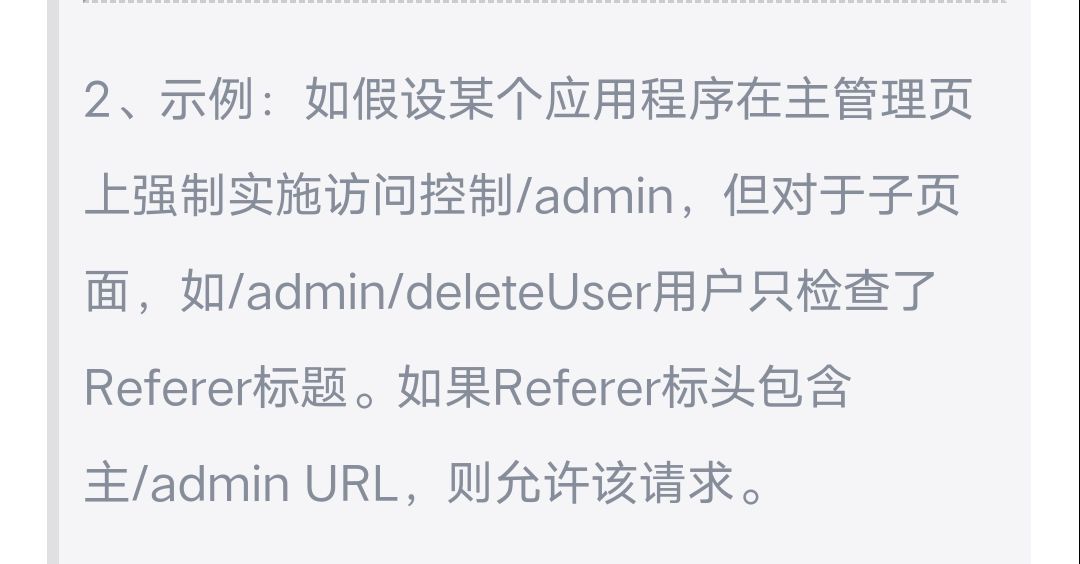 2、示例：如假设某个应用程序在主管理页
上强制实施访问控制/admin，但对于子页
面，如/admin/deleteUser用户只检查了
Referer标题。如果Referer标头包含
主/admin URL，则允许该请求。